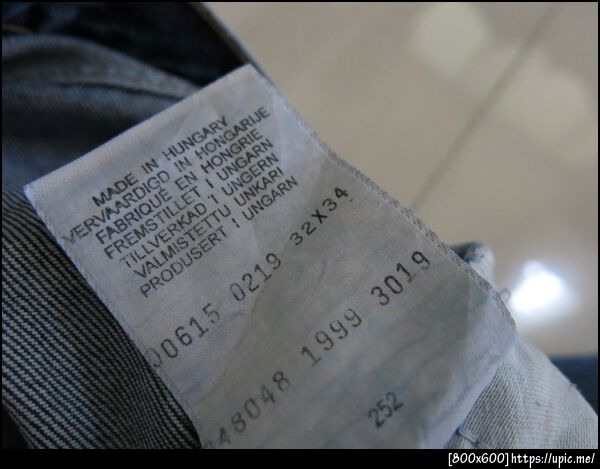 MADE IN HUNGARY
VERVAARDIGD IN HONGARIJE
FABRIQUE EN HONGRIE
FREMSTILLET I UNGARN
TILLVERKAD I UNGERN
VALMISTETTU UNKARI
PRODUSERT I UNGARN
00615 0219 32X34
48048 1999 3019
252
[800x600]https://upic.me/